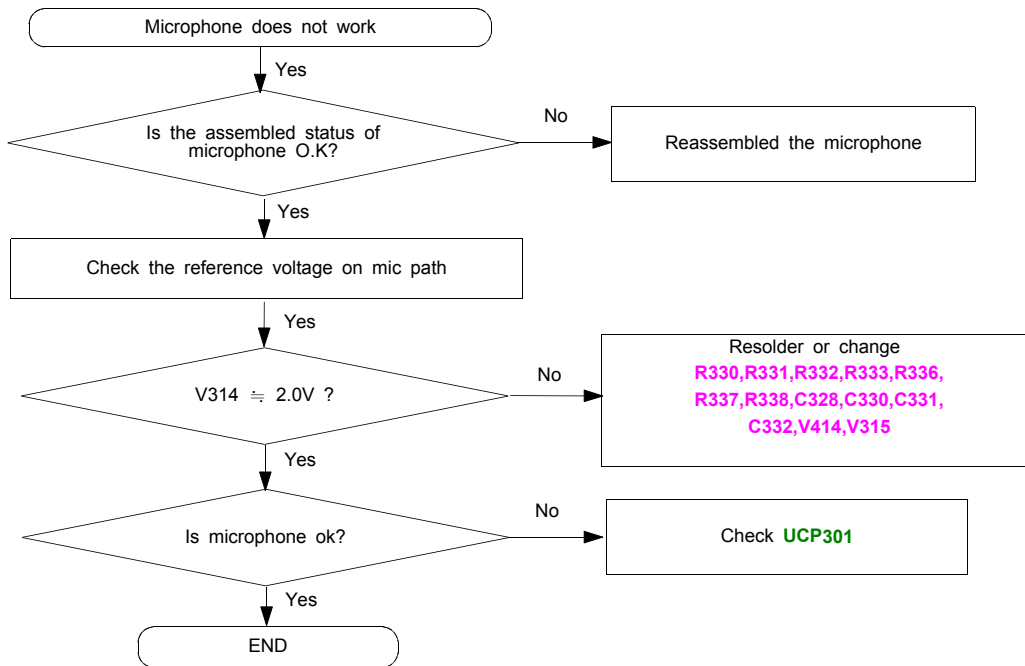 Microphone does not work
Yes
Is the assembled status of
microphone O.K?
No
Reassembled the microphone
Yes
Check the reference voltage on mic path
Yes
V314 ≒ 2.0V ?
No
Resolder or change
R330,R331,R332,R333,R336,
R337,R338,C328,C330,C331,
C332,V414,V315
Yes
Is microphone ok?
No
Check UCP301
Yes
END